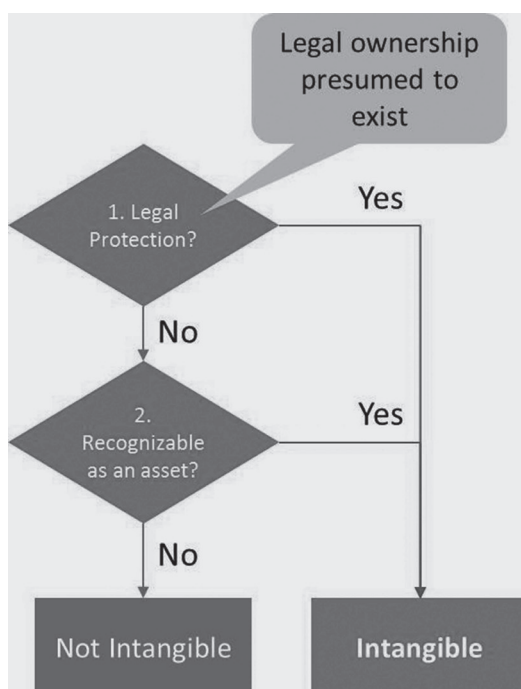 Legal ownership
presumed to
exist
1. Legal
Protection?
Yes
No
2.
Recognizable
as an asset?
Yes
No
Not Intangible
Intangible